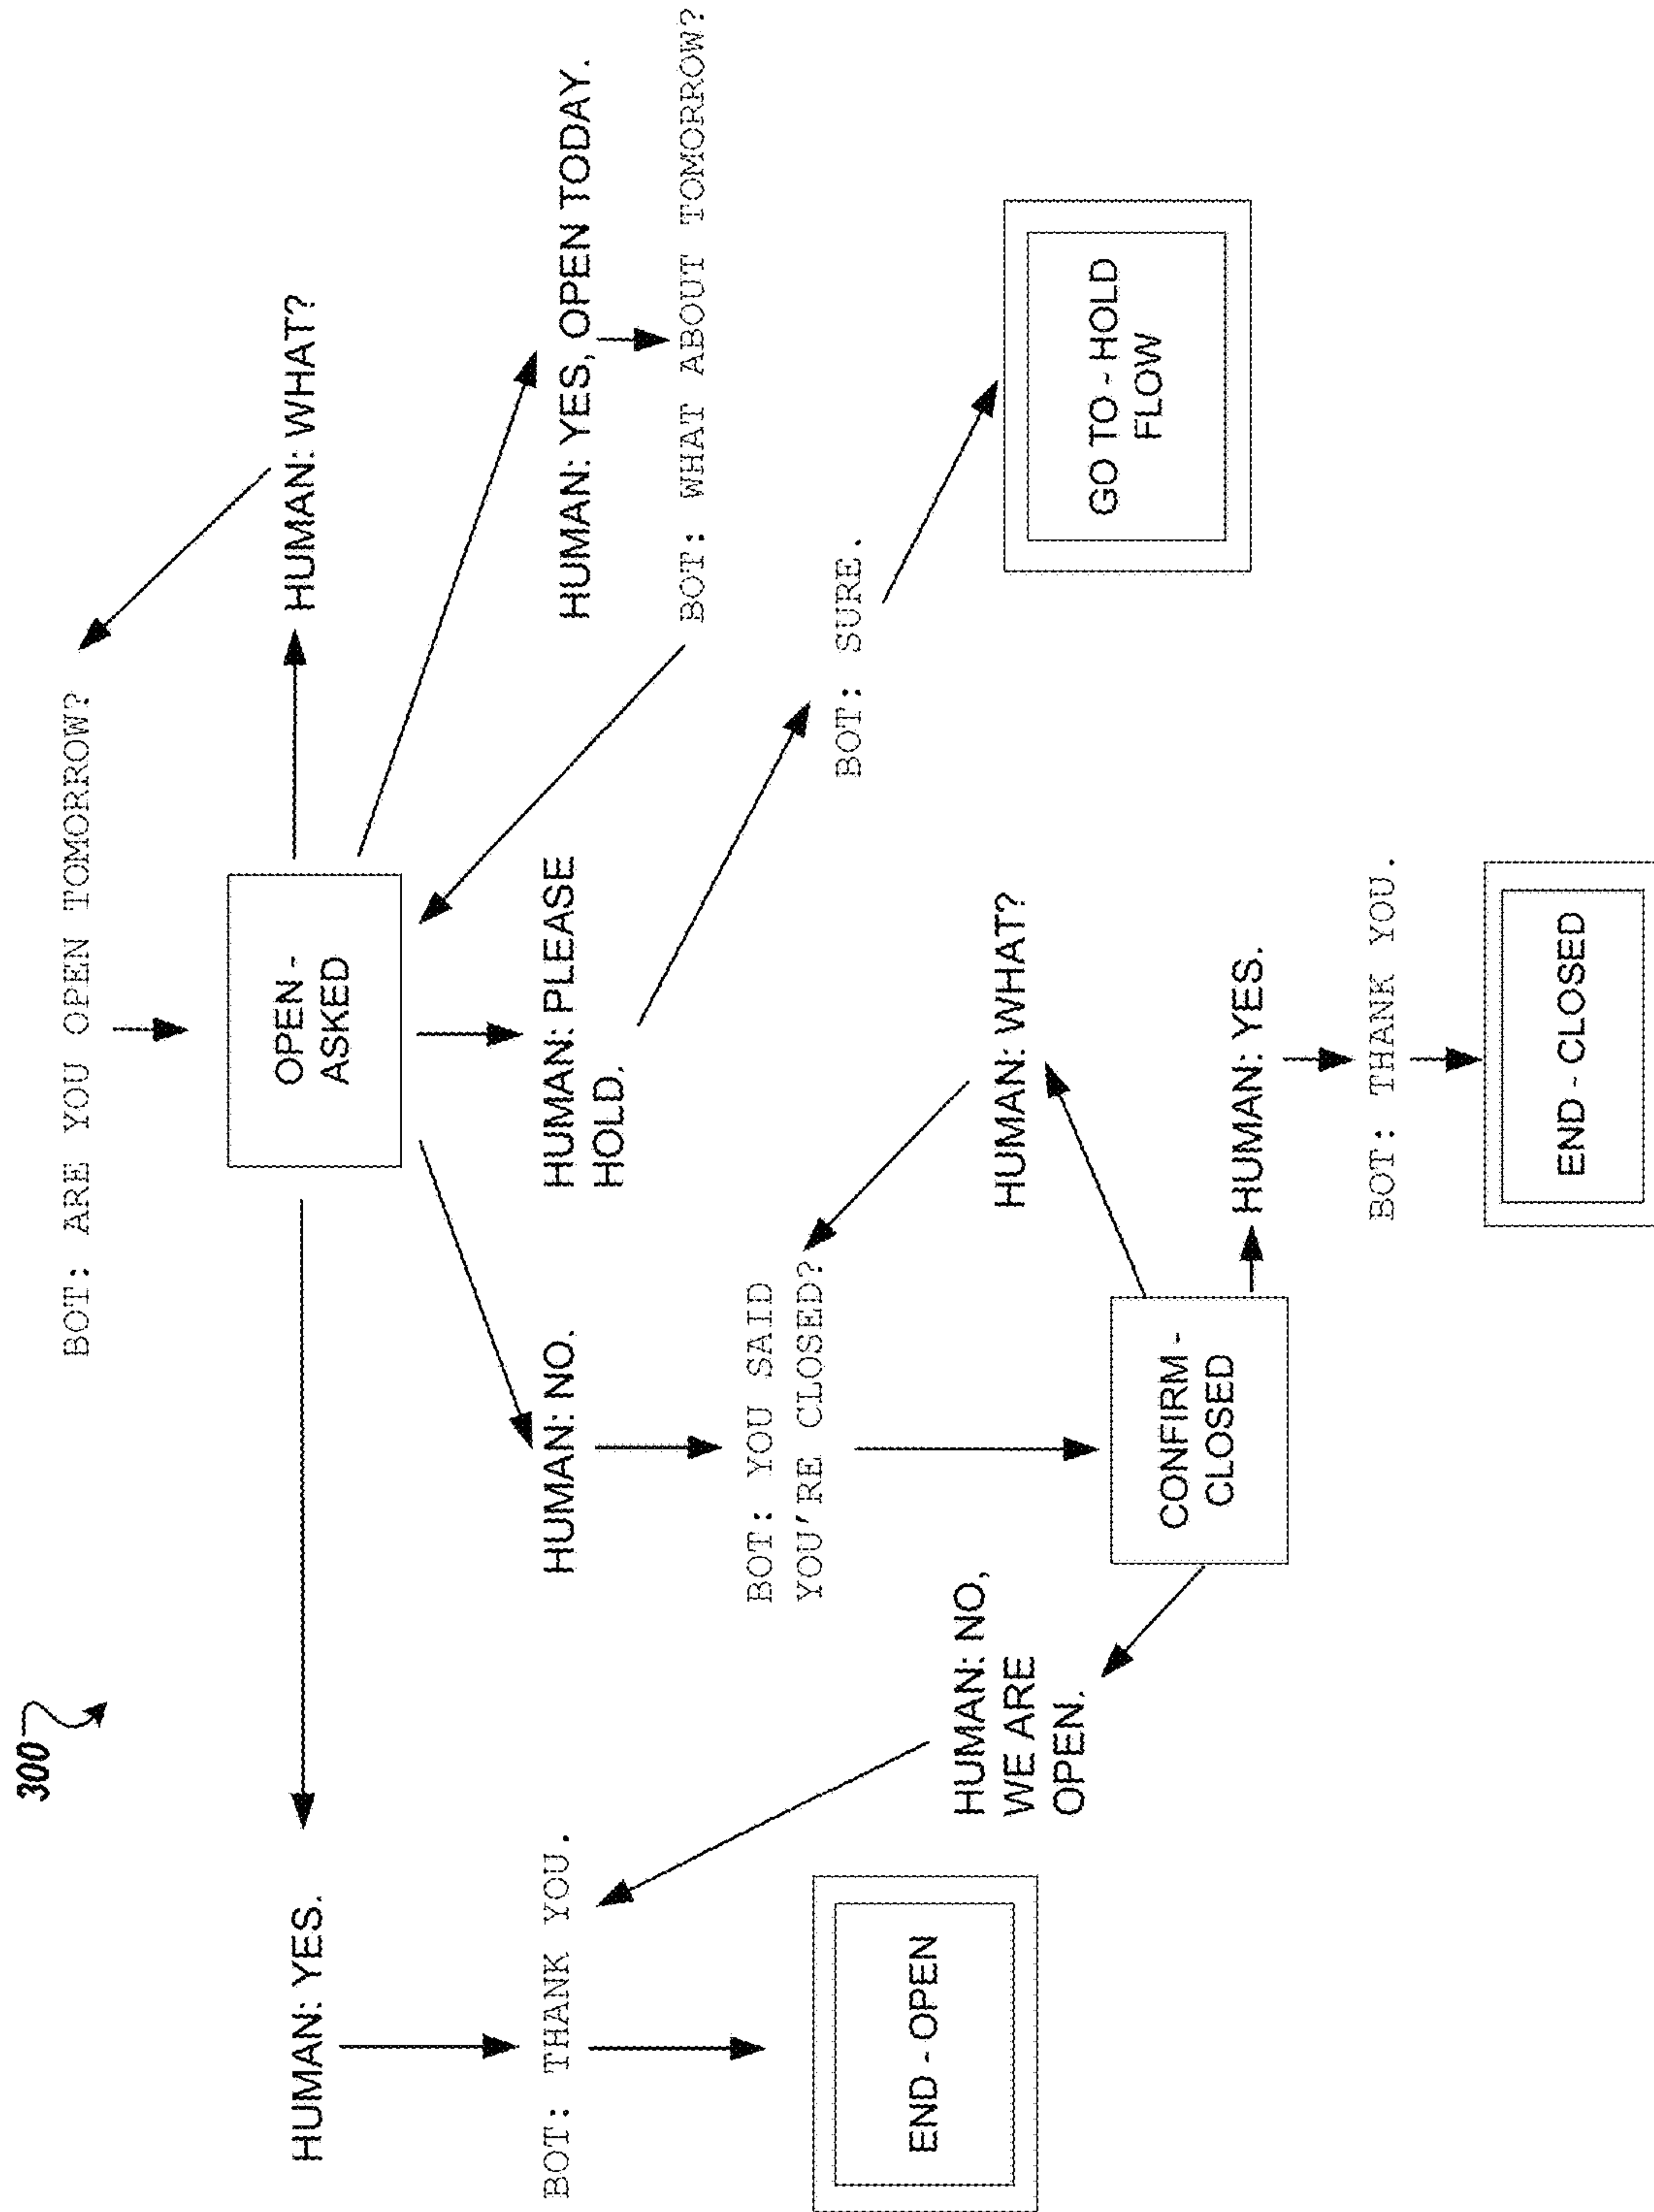 300
BOT: ARE YOU OPEN TOMORROW?
HUMAN: YES.
OPEN -
ASKED
HUMAN: WHAT?
BOT: THANK YOU.
HUMAN: NO.
HUMAN: PLEASE
HOLD.
HUMAN: YES, OPEN TODAY.
BOT: WHAT ABOUT TOMORROW?
BOT: YOU SAID
YOU'RE CLOSED?
BOT: SURE.
END - OPEN
HUMAN: NO,
WE ARE
OPEN.
HUMAN: WHAT?
GO TO - HOLD
FLOW
CONFIRM -
CLOSED
HUMAN: YES.
BOT: THANK YOU.
END - CLOSED